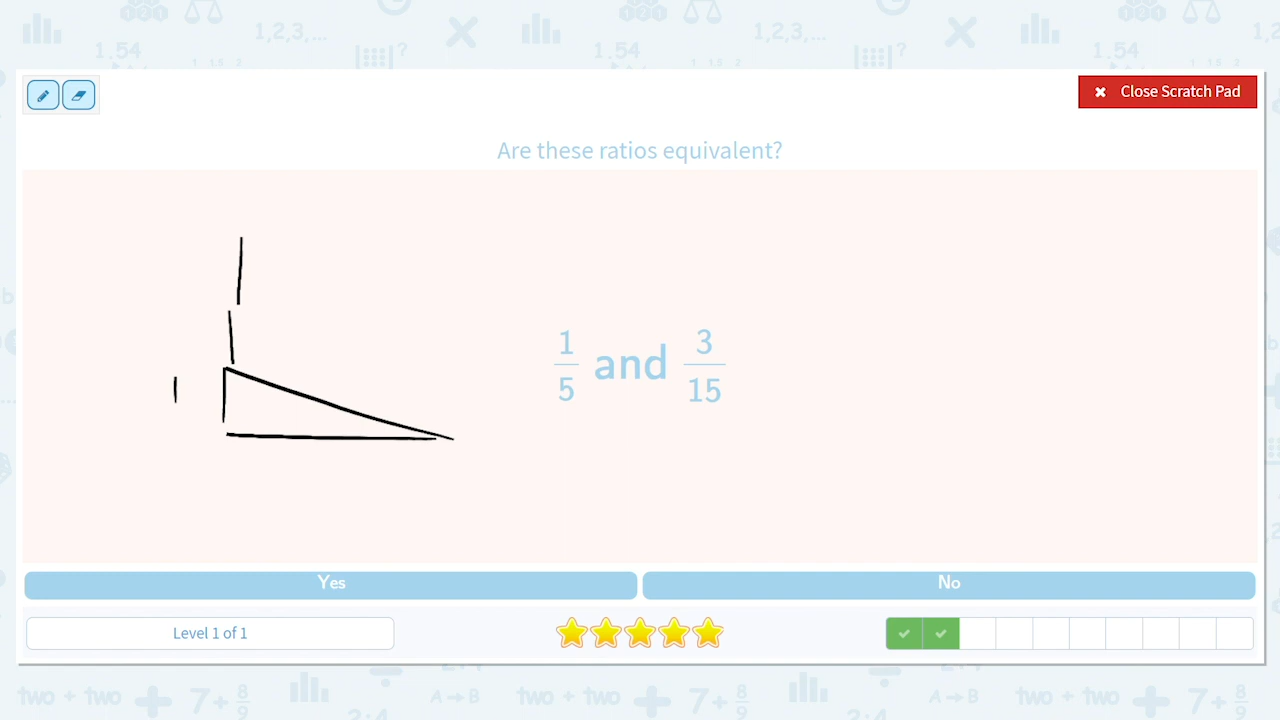 Close Scratch Pad
Are these ratios equivalent?
1/5 and 3/15
Yes
No
Level 1 of 1